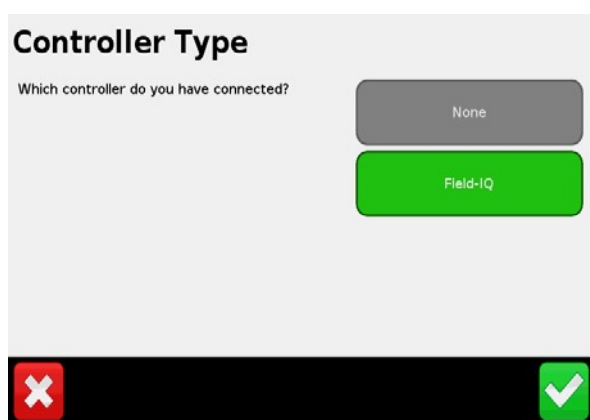 Controller Type
Which controller do you have connected?
None
Field-IQ